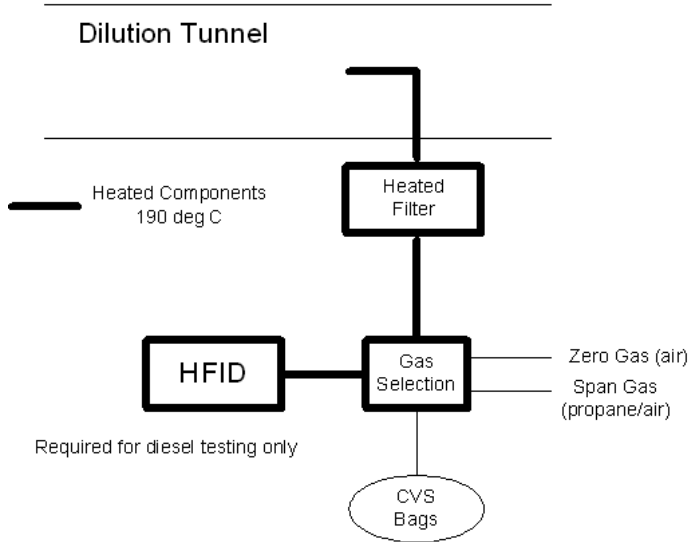 Dilution Tunnel
Heated Components
190 deg C
Heated
Filter
HFID
Gas
Selection
Zero Gas (air)
Span Gas
(propane/air)
Required for diesel testing only
CVS
Bags